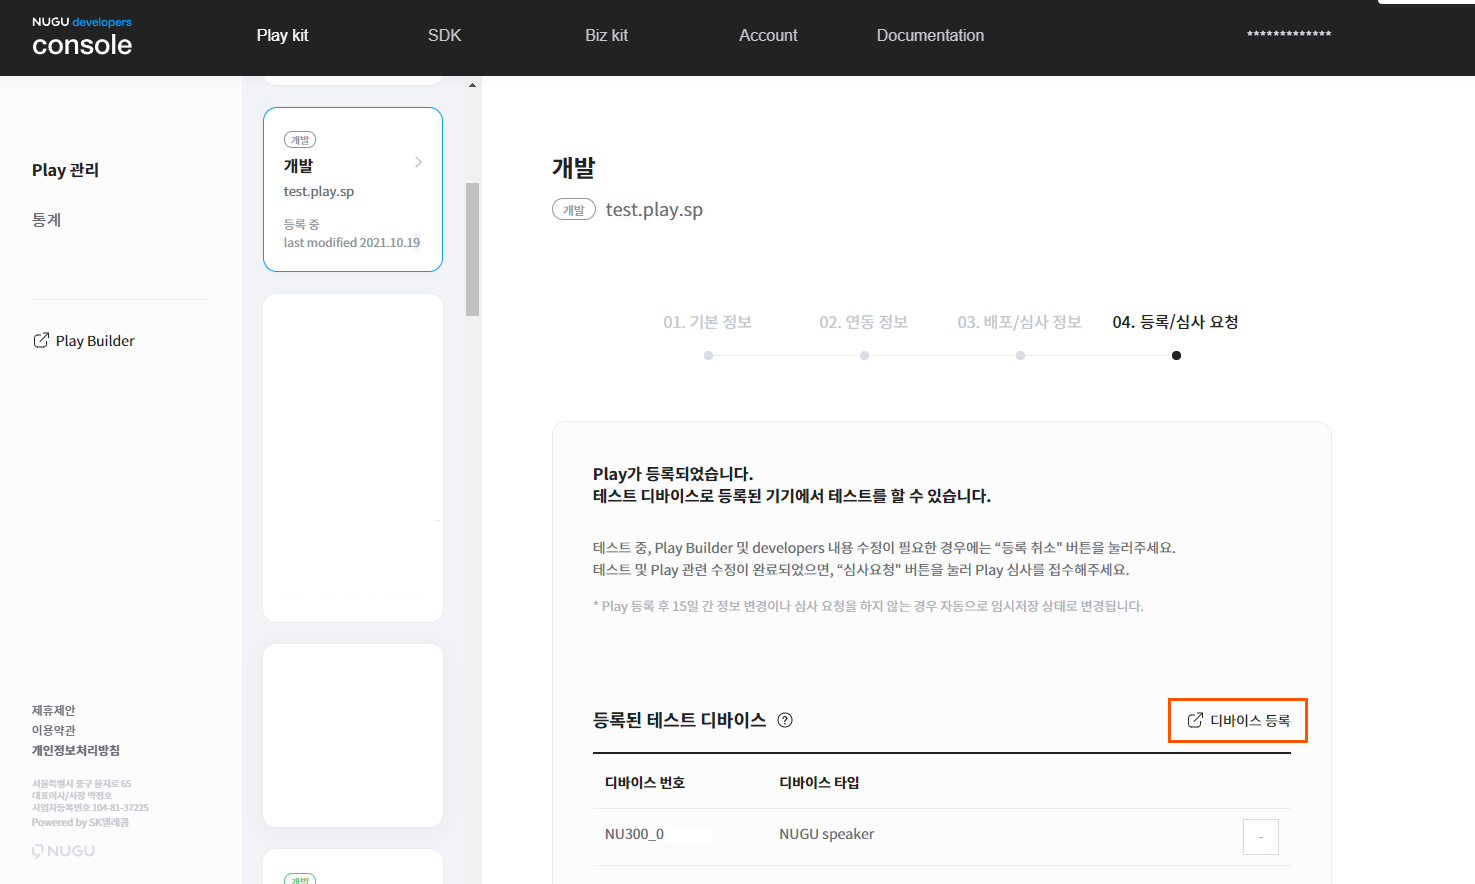 NUGU developers
console
Play kit
SDK
Biz kit
Account
Documentation
*************
Play 관리
통계
Play Builder
제휴제안
이용약관
개인정보처리방침
서울특별시 중구 을지로 65
대표이사/사장 박정호
사업자등록번호 104-81-37225
Powered by SK텔레콤
NUGU
개발
개발
test.play.sp
등록 중
last modified 2021.10.19
개발
개발
개발 test.play.sp
01. 기본 정보
02. 연동 정보
03. 배포/심사 정보
04. 등록/심사 요청
Play가 등록되었습니다.
테스트 디바이스로 등록된 기기에서 테스트를 할 수 있습니다.
테스트 중, Play Builder 및 developers 내용 수정이 필요한 경우에는 “등록 취소" 버튼을 눌러주세요.
테스트 및 Play 관련 수정이 완료되었으면, “심사요청" 버튼을 눌러 Play 심사를 접수해주세요.
* Play 등록 후 15일 간 정보 변경이나 심사 요청을 하지 않는 경우 자동으로 임시저장 상태로 변경됩니다.
등록된 테스트 디바이스 ?
디바이스 등록
디바이스 번호
디바이스 타입
NU300_0
NUGU speaker
-